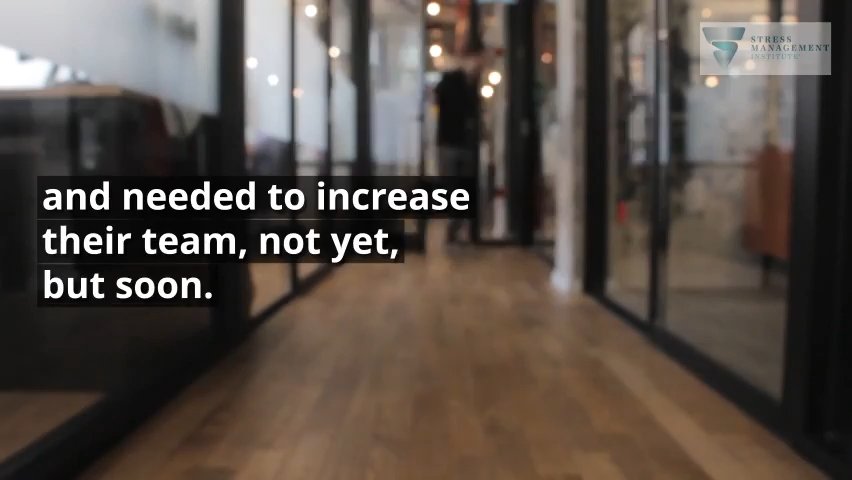 STRESS
MANAGEMENT
INSTITUTE
and needed to increase
their team, not yet,
but soon.